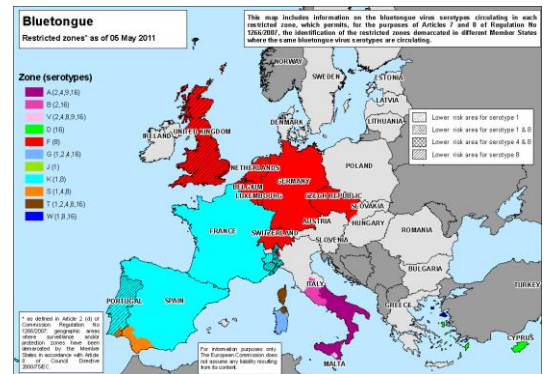 Bluetongue
Restricted zones* as of 05 May 2011
This map includes information on the bluetongue virus serotypes circulating in each
restricted zone, which permits, for the purposes of Articles 7 and 8 of Regulation No
1266/2007, the identification of the restricted zones demarcated in different Member States
where the same bluetongue virus serotypes are circulating.
Zone (serotypes)
A (2,4,9,16)
B (2,16)
V (2,4,8,9,16)
D (16)
F (8)
G (1,2,4,16)
J (1)
K (1,8)
S (1,4,8)
T (1,2,4,8,16)
W (1,8,16)
Lower risk area for serotype 1
Lower risk area for serotype 1 & 8
Lower risk area for serotype 4 & 8
Lower risk area for serotype 8
NORWAY
SWEDEN
ESTONIA
LATVIA
LITHUANIA
DENMARK
IRELAND
UNITED KINGDOM
NETHERLANDS
POLAND
GERMANY
BELGIUM
LUXEMBOURG
CZECH REPUBLIC
SLOVAKIA
AUSTRIA
HUNGARY
FRANCE
SWITZERLAND
SLOVENIA
ROMANIA
ITALY
BULGARIA
PORTUGAL
SPAIN
GREECE
TURKEY
CYPRUS
MALTA
* as defined in Article 2 (d) of
Commission Regulation No
1266/2007: geographic areas
where surveillance and/or
protection zones have been
demarcated by the Member
States in accordance with Article
8 of Council Directive
2000/75/EC.
For information purposes only.
The European Commission does
not assume any liability resulting
from its content.